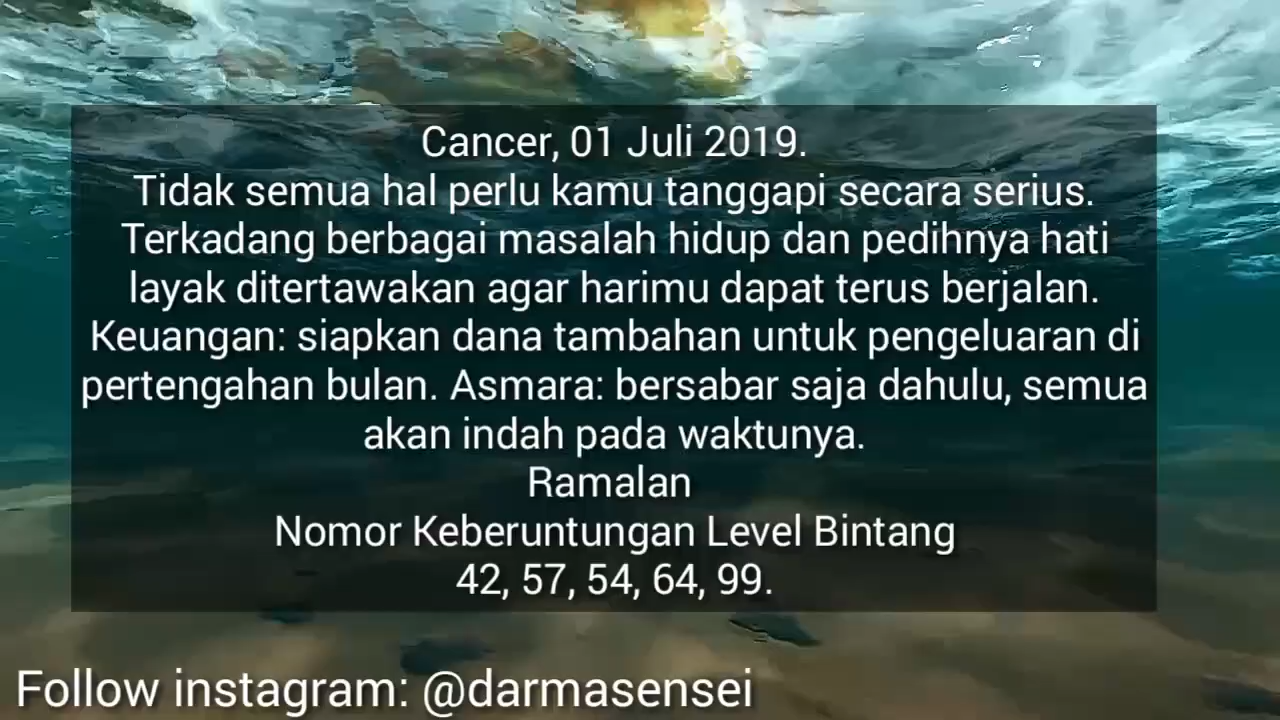 Cancer, 01 Juli 2019.
Tidak semua hal perlu kamu tanggapi secara serius.
Terkadang berbagai masalah hidup dan pedihnya hati
layak ditertawakan agar harimu dapat terus berjalan.
Keuangan: siapkan dana tambahan untuk pengeluaran di
pertengahan bulan. Asmara: bersabar saja dahulu, semua
akan indah pada waktunya.
Ramalan
Nomor Keberuntungan Level Bintang
42, 57, 54, 64, 99.
Follow instagram: @darmasensei